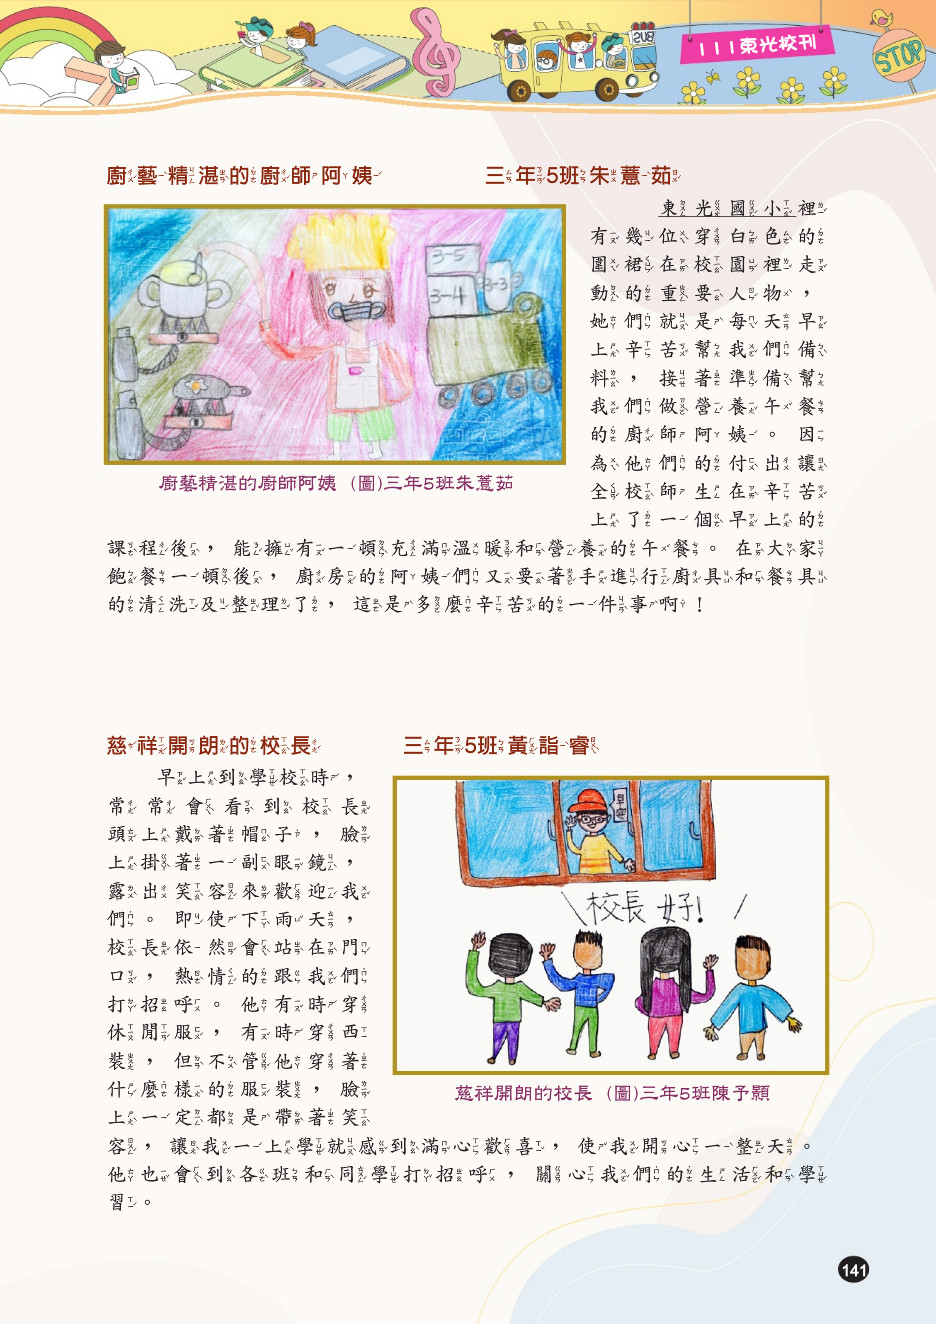 111東光校刊
STOP
BUS
廚藝精湛的廚師阿姨 三年5班朱薏茹
3-5
3-4
3-3
廚藝精湛的廚師阿姨 (圖)三年5班朱薏茹
東光國小裡
有幾位穿白色的
圍裙在校園裡走
動的重要人物，
她們就是每天早
上辛苦幫我們備
料，接著準備幫
我們做營養午餐
的廚師阿姨。因
為他們的付出讓
全校師生在辛苦
上了一個早上的
課程後，能擁有一頓充滿溫暖和營養的午餐。在大家
飽餐一頓後，廚房的阿姨們又要著手進行廚具和餐具
的清洗及整理了，這是多麼辛苦的一件事啊！
慈祥開朗的校長 三年5班黃詣睿
早上到學校時，
常常會看到校長
頭上戴著帽子，臉
上掛著一副眼鏡，
露出笑容來歡迎我
們。即使下雨天，
校長依然會站在門
口，熱情的跟我們
打招呼。他有時穿
休閒服，有時穿西
裝，但不管他穿著
什麼樣的服裝，臉
上一定都是帶著笑
容，讓我一上學就感到滿心歡喜，使我開心一整天。
他也會到各班和同學打招呼，關心我們的生活和學
習。
早安
校長好!
慈祥開朗的校長 (圖)三年5班陳予顥
141